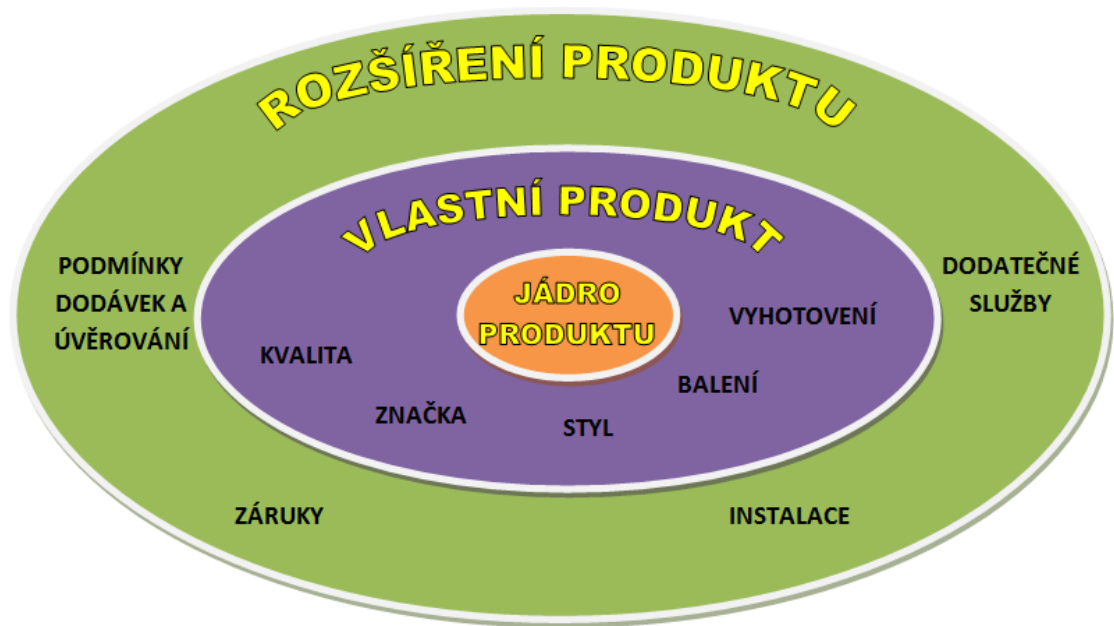 ROZŠÍŘENÍ PRODUKTU
VLASTNÍ PRODUKT
JÁDRO
PRODUKTU
PODMÍNKY
DODÁVEK A
ÚVĚROVÁNÍ
DODATEČNÉ
SLUŽBY
VYHOTOVENÍ
KVALITA
BALENÍ
ZNAČKA
STYL
ZÁRUKY
INSTALACE